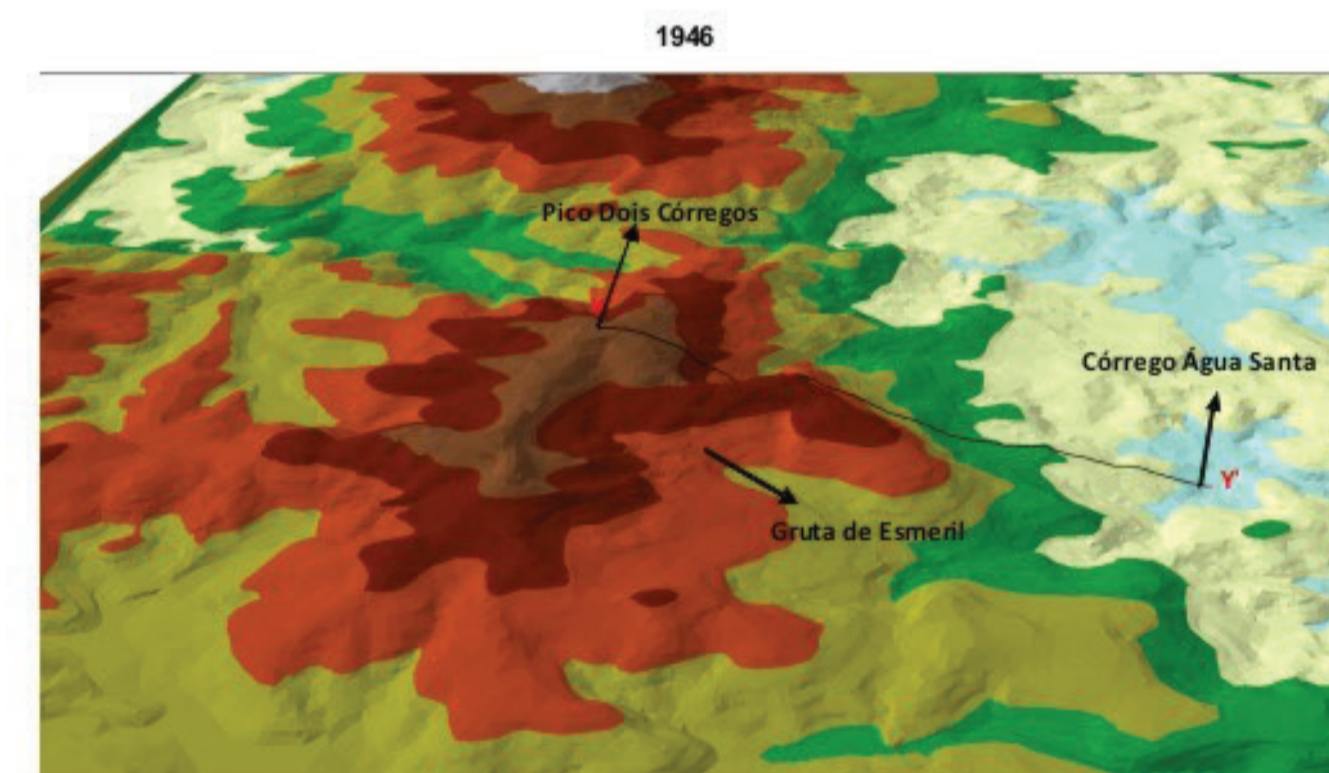 1946
Pico Dois Córregos
Córrego Água Santa
Y'
Gruta de Esmeril